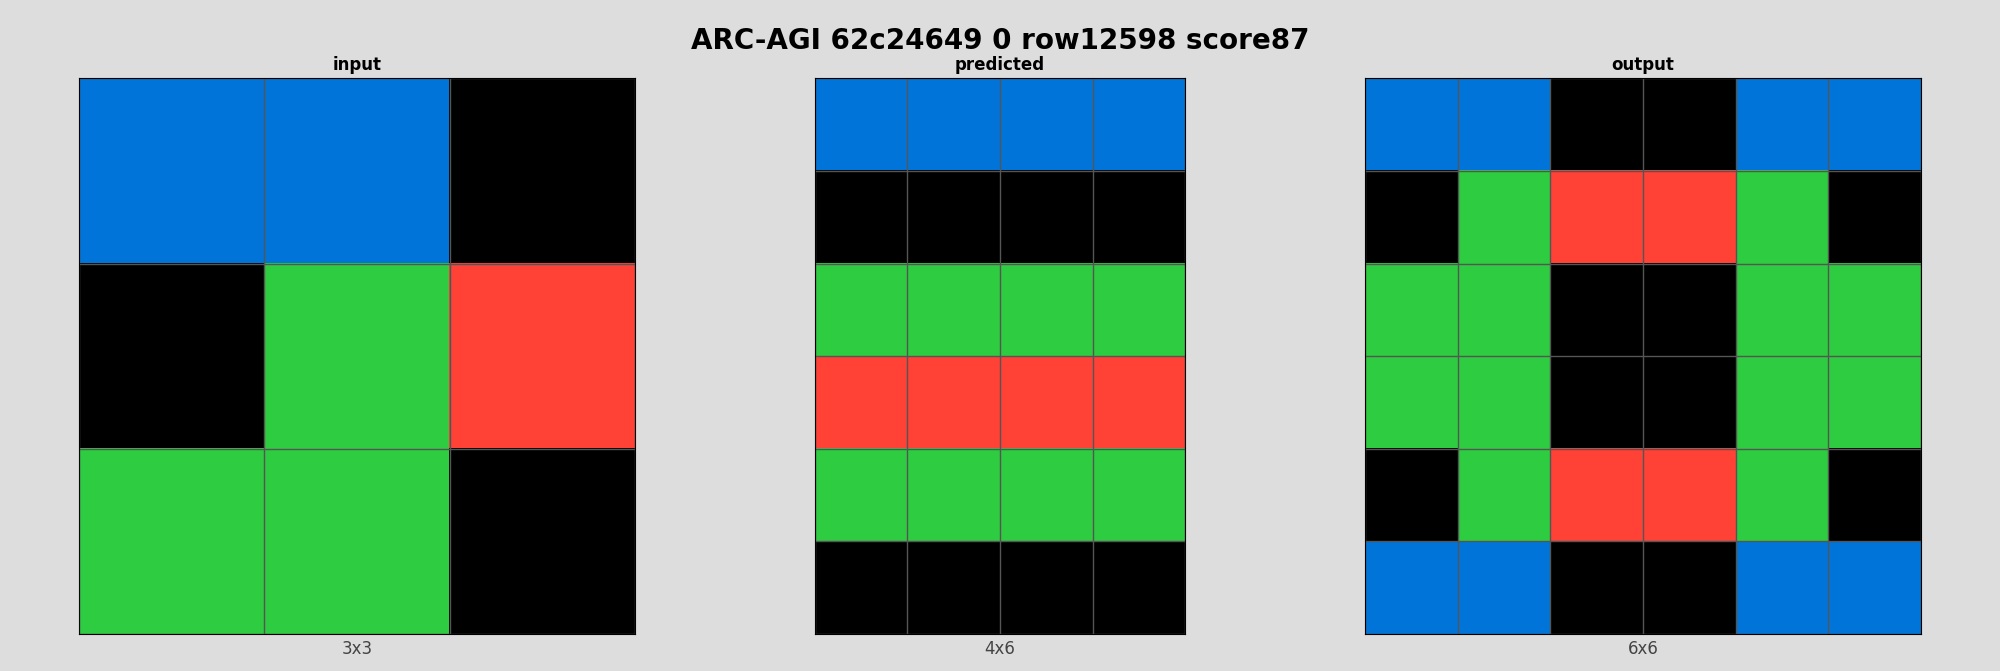 ARC-AGI 62c24649 0 row12598 score87
input
predicted
output
3x3
4x6
6x6